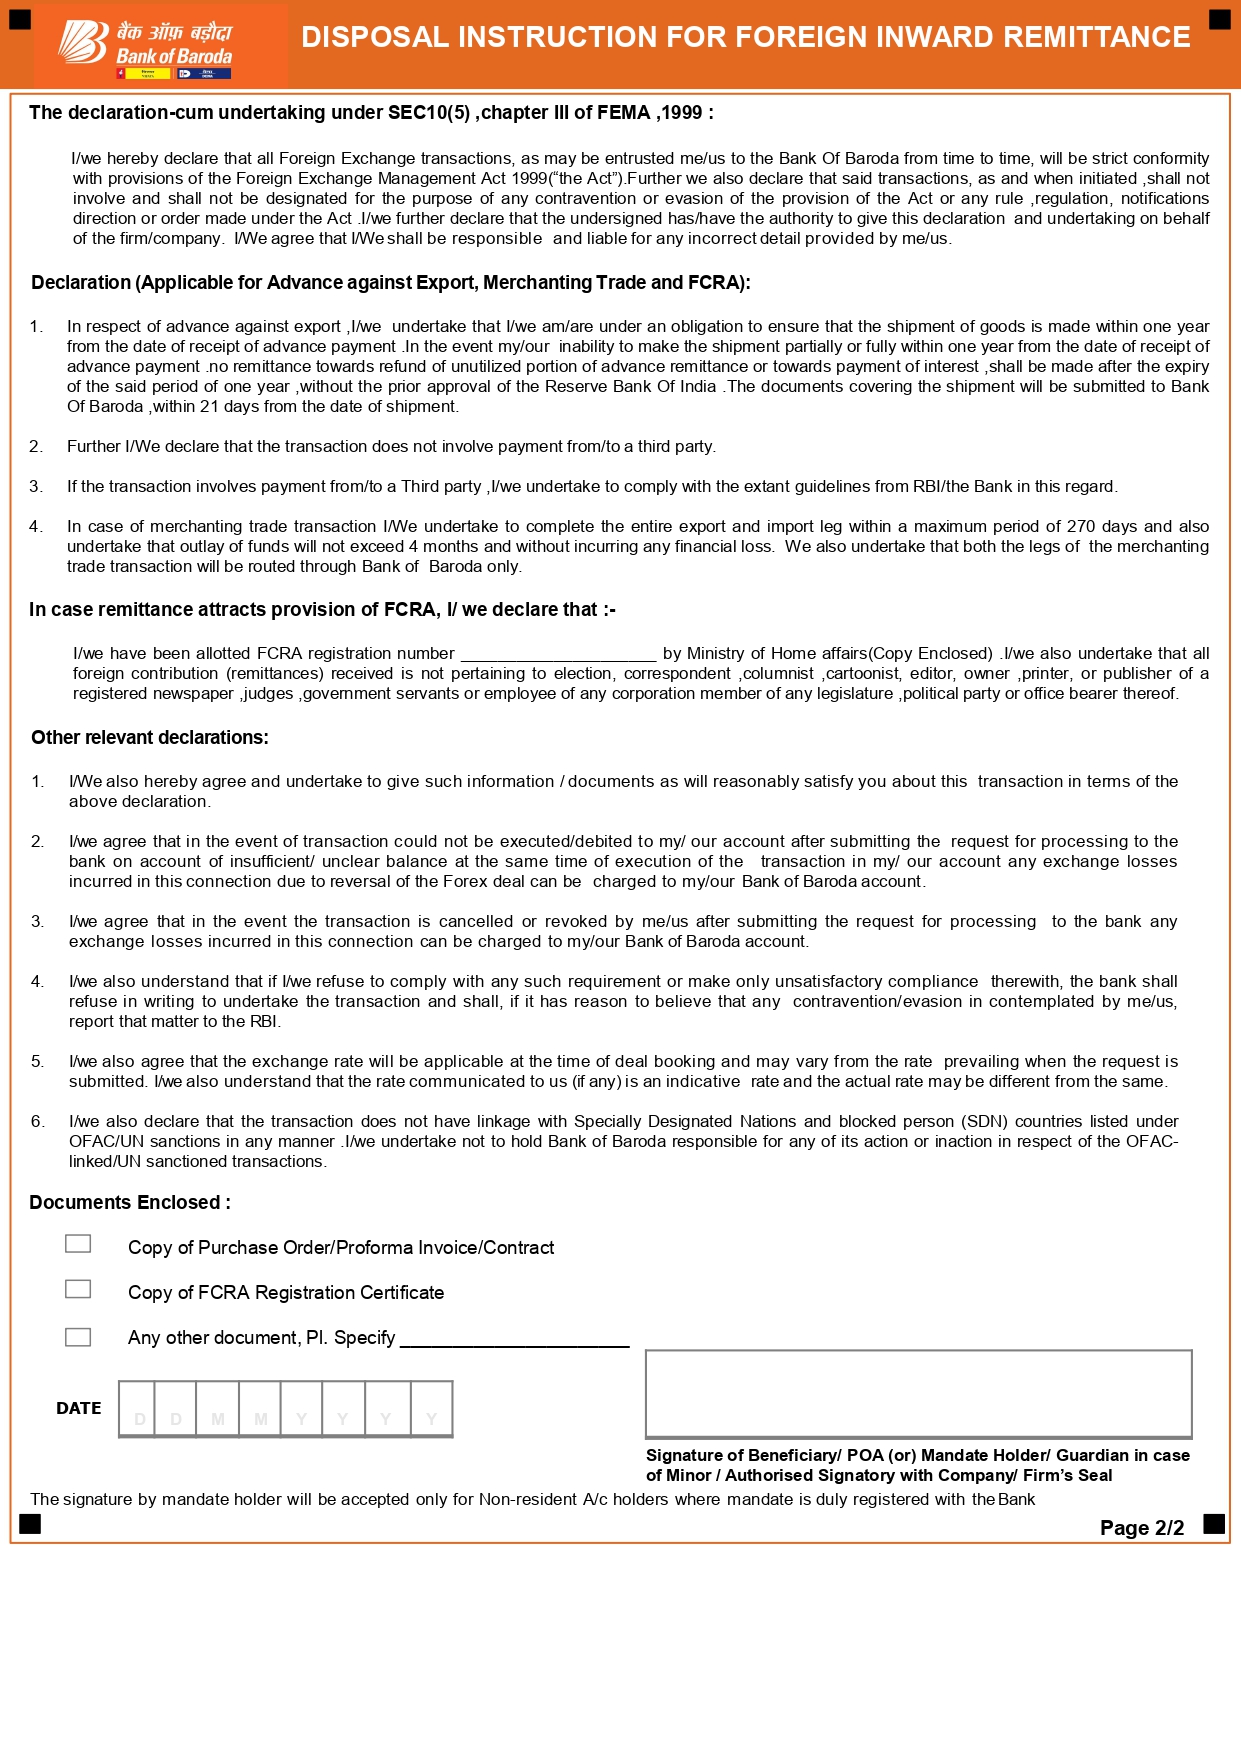 बैंक ऑफ़ बड़ौदा
Bank of Baroda
DISPOSAL INSTRUCTION FOR FOREIGN INWARD REMITTANCE
The declaration-cum undertaking under SEC10(5) ,chapter III of FEMA ,1999 :
I/we hereby declare that all Foreign Exchange transactions, as may be entrusted me/us to the Bank Of Baroda from time to time, will be strict conformity
with provisions of the Foreign Exchange Management Act 1999(“the Act”).Further we also declare that said transactions, as and when initiated ,shall not
involve and shall not be designated for the purpose of any contravention or evasion of the provision of the Act or any rule ,regulation, notifications
direction or order made under the Act .I/we further declare that the undersigned has/have the authority to give this declaration and undertaking on behalf
of the firm/company. I/We agree that I/We shall be responsible and liable for any incorrect detail provided by me/us.
Declaration (Applicable for Advance against Export, Merchanting Trade and FCRA):
1. In respect of advance against export ,I/we undertake that I/we am/are under an obligation to ensure that the shipment of goods is made within one year
from the date of receipt of advance payment .In the event my/our inability to make the shipment partially or fully within one year from the date of receipt of
advance payment .no remittance towards refund of unutilized portion of advance remittance or towards payment of interest ,shall be made after the expiry
of the said period of one year ,without the prior approval of the Reserve Bank Of India .The documents covering the shipment will be submitted to Bank
Of Baroda ,within 21 days from the date of shipment.
2. Further I/We declare that the transaction does not involve payment from/to a third party.
3. If the transaction involves payment from/to a Third party ,I/we undertake to comply with the extant guidelines from RBI/the Bank in this regard.
4. In case of merchanting trade transaction I/We undertake to complete the entire export and import leg within a maximum period of 270 days and also
undertake that outlay of funds will not exceed 4 months and without incurring any financial loss. We also undertake that both the legs of the merchanting
trade transaction will be routed through Bank of Baroda only.
In case remittance attracts provision of FCRA, I/ we declare that :-
I/we have been allotted FCRA registration number _____________________ by Ministry of Home affairs(Copy Enclosed) .I/we also undertake that all
foreign contribution (remittances) received is not pertaining to election, correspondent ,columnist ,cartoonist, editor, owner ,printer, or publisher of a
registered newspaper ,judges ,government servants or employee of any corporation member of any legislature ,political party or office bearer thereof.
Other relevant declarations:
1. I/We also hereby agree and undertake to give such information / documents as will reasonably satisfy you about this transaction in terms of the
above declaration.
2. I/we agree that in the event of transaction could not be executed/debited to my/ our account after submitting the request for processing to the
bank on account of insufficient/ unclear balance at the same time of execution of the transaction in my/ our account any exchange losses
incurred in this connection due to reversal of the Forex deal can be charged to my/our Bank of Baroda account.
3. I/we agree that in the event the transaction is cancelled or revoked by me/us after submitting the request for processing to the bank any
exchange losses incurred in this connection can be charged to my/our Bank of Baroda account.
4. I/we also understand that if I/we refuse to comply with any such requirement or make only unsatisfactory compliance therewith, the bank shall
refuse in writing to undertake the transaction and shall, if it has reason to believe that any contravention/evasion in contemplated by me/us,
report that matter to the RBI.
5. I/we also agree that the exchange rate will be applicable at the time of deal booking and may vary from the rate prevailing when the request is
submitted. I/we also understand that the rate communicated to us (if any) is an indicative rate and the actual rate may be different from the same.
6. I/we also declare that the transaction does not have linkage with Specially Designated Nations and blocked person (SDN) countries listed under
OFAC/UN sanctions in any manner .I/we undertake not to hold Bank of Baroda responsible for any of its action or inaction in respect of the OFAC-
linked/UN sanctioned transactions.
Documents Enclosed :
Copy of Purchase Order/Proforma Invoice/Contract
Copy of FCRA Registration Certificate
Any other document, Pl. Specify ______________________
DATE D D M M Y Y Y Y
Signature of Beneficiary/ POA (or) Mandate Holder/ Guardian in case
of Minor / Authorised Signatory with Company/ Firm’s Seal
The signature by mandate holder will be accepted only for Non-resident A/c holders where mandate is duly registered with the Bank
Page 2/2